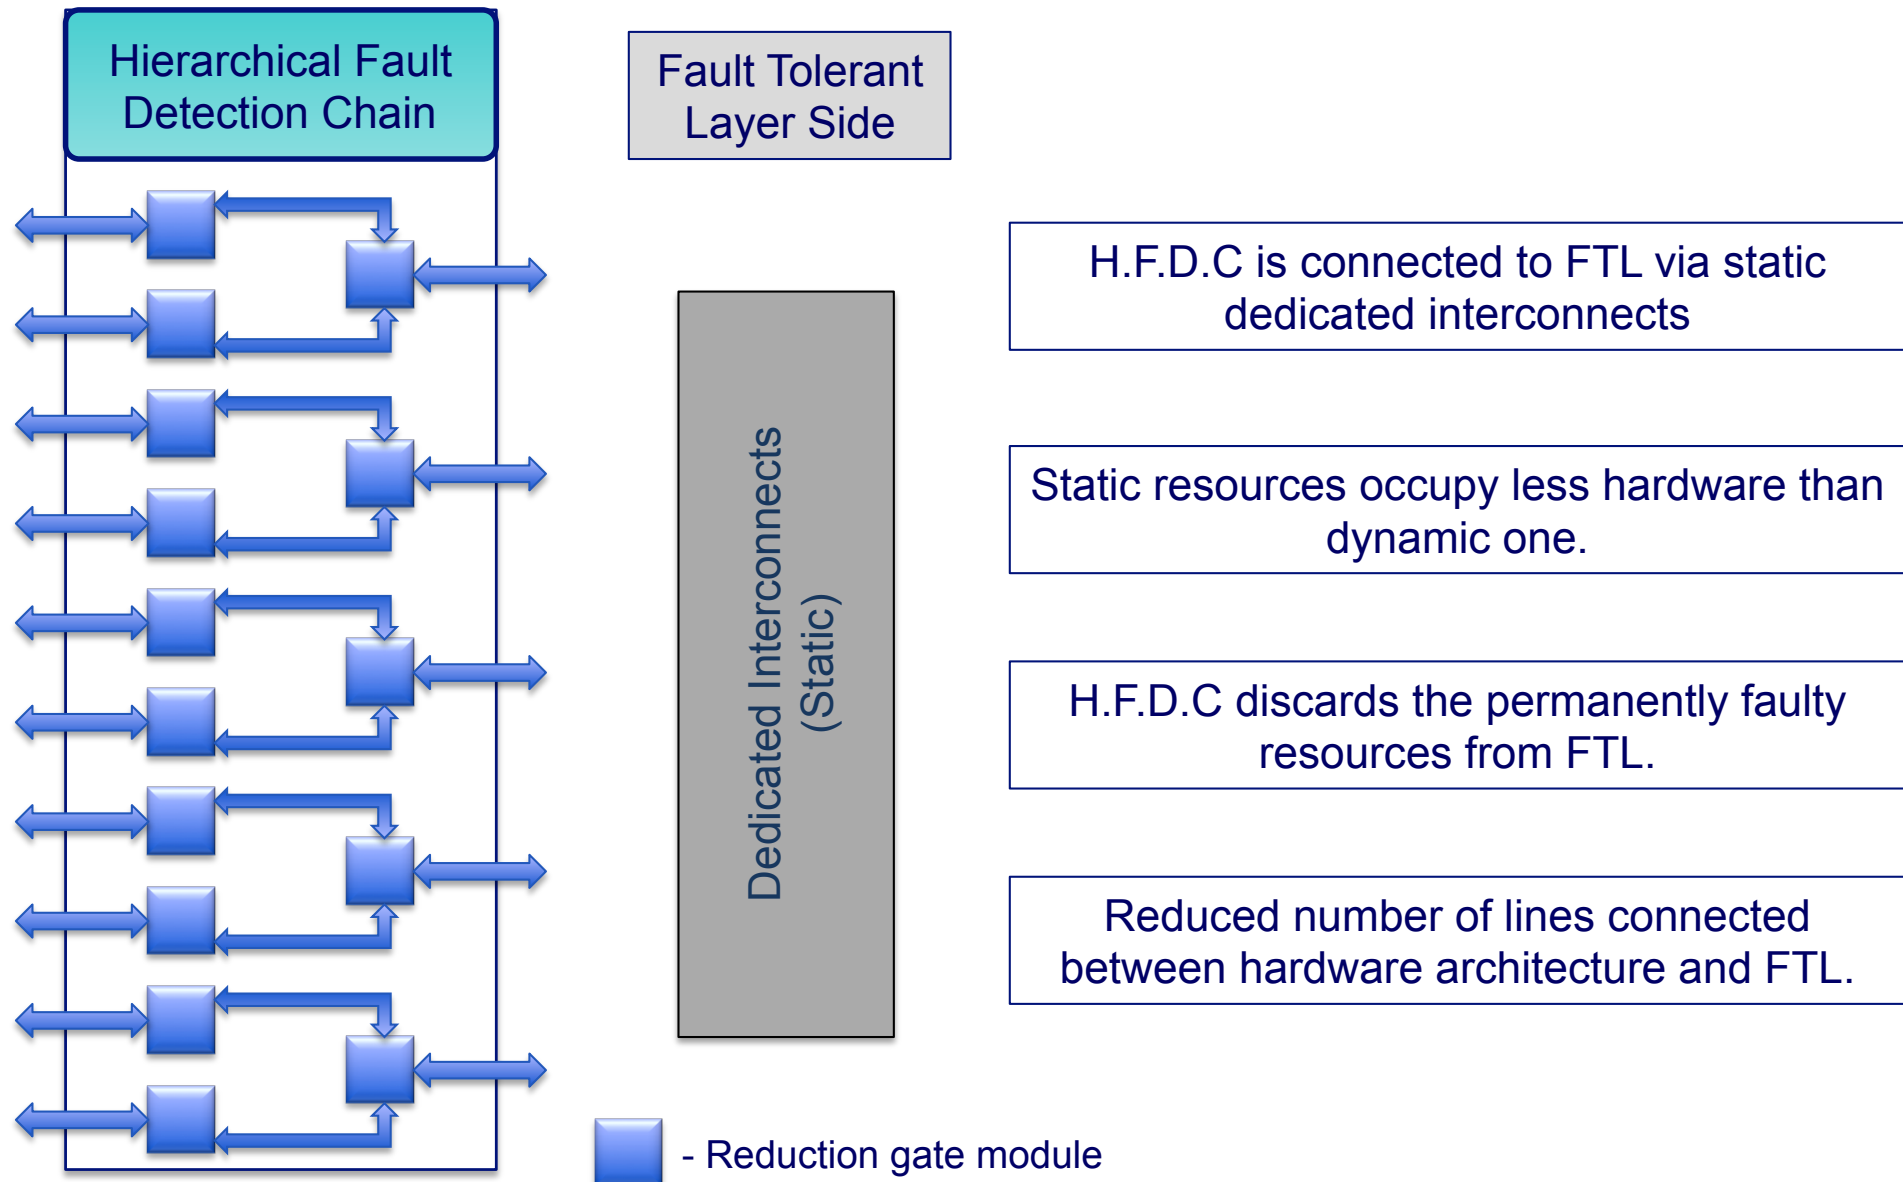 Hierarchical Fault
Detection Chain
Fault Tolerant
Layer Side
Dedicated Interconnects
(Static)
H.F.D.C is connected to FTL via static
dedicated interconnects
Static resources occupy less hardware than
dynamic one.
H.F.D.C discards the permanently faulty
resources from FTL.
Reduced number of lines connected
between hardware architecture and FTL.
- Reduction gate module